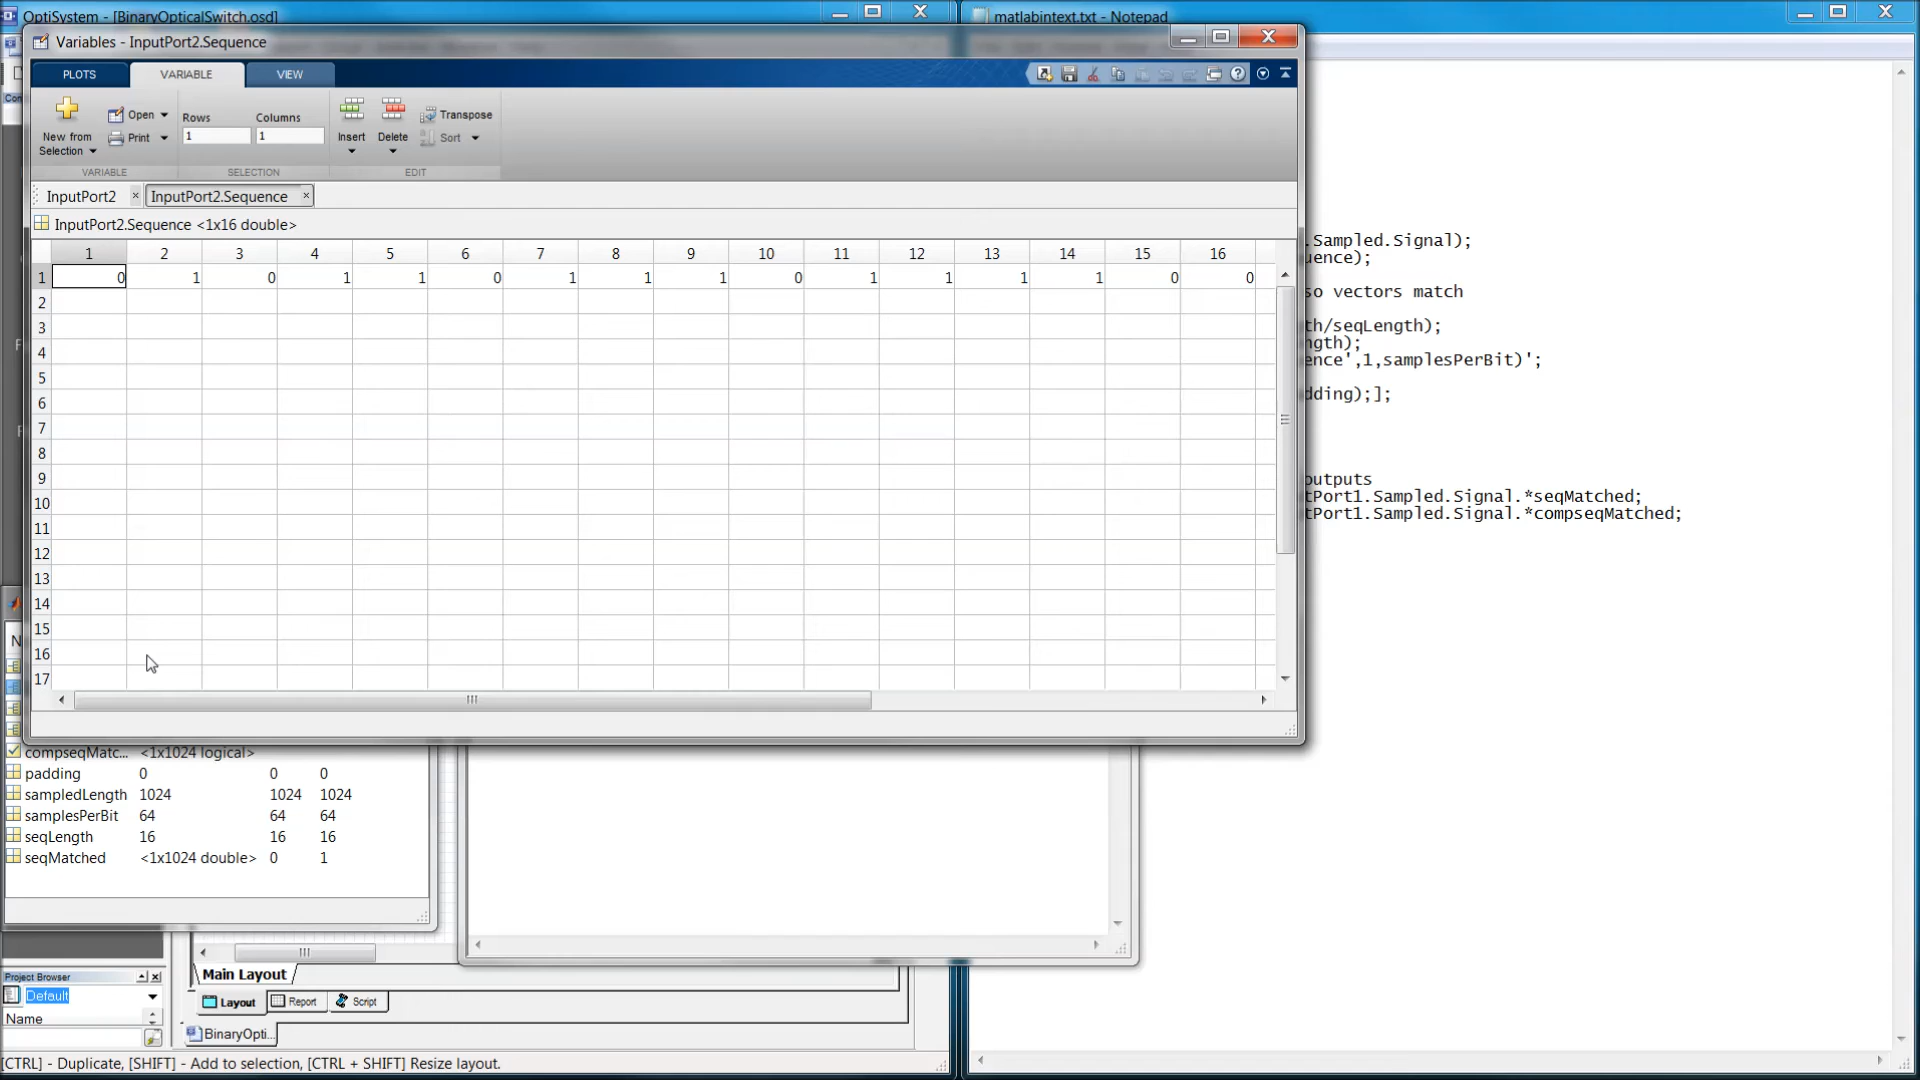 OptiSystem - [BinaryOpticalSwitch.osd]
matlabintext.txt - Notepad
Variables - InputPort2.Sequence
PLOTS VARIABLE VIEW
New from Selection
Open
Print
Rows
1
Columns
1
Insert
Delete
Transpose
Sort
VARIABLE SELECTION EDIT
InputPort2 InputPort2.Sequence
InputPort2.Sequence <1x16 double>
1 2 3 4 5 6 7 8 9 10 11 12 13 14 15 16
1 0 1 0 1 1 0 1 1 1 0 1 1 1 1 0 0
2
3
4
5
6
7
8
9
10
11
12
13
14
15
16
17
.Sampled.Signal);
uence);
so vectors match
th/seqLength);
ngth);
ence',1,samplesPerBit)';
dding);];
outputs
tPort1.Sampled.Signal.*seqMatched;
tPort1.Sampled.Signal.*compseqMatched;
compseqMatc... <1x1024 logical>
padding 0 0 0
sampledLength 1024 1024 1024
samplesPerBit 64 64 64
seqLength 16 16 16
seqMatched <1x1024 double> 0 1
Project Browser
Default
Name
Main Layout
Layout Report Script
BinaryOpti...
[CTRL] - Duplicate, [SHIFT] - Add to selection, [CTRL + SHIFT] Resize layout.